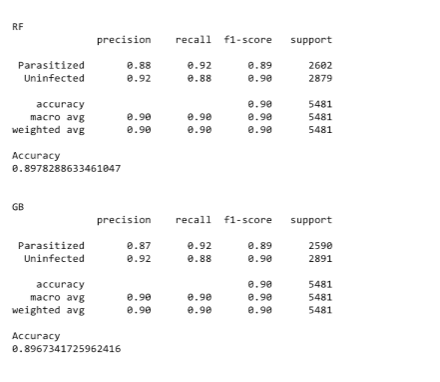 RF
precision recall f1-score support
Parasitized 0.88 0.92 0.89 2602
Uninfected 0.92 0.88 0.90 2879
accuracy 0.90 5481
macro avg 0.90 0.90 0.90 5481
weighted avg 0.90 0.90 0.90 5481
Accuracy
0.8978288633461047
GB
precision recall f1-score support
Parasitized 0.87 0.92 0.89 2590
Uninfected 0.92 0.88 0.90 2891
accuracy 0.90 5481
macro avg 0.90 0.90 0.90 5481
weighted avg 0.90 0.90 0.90 5481
Accuracy
0.8967341725962416